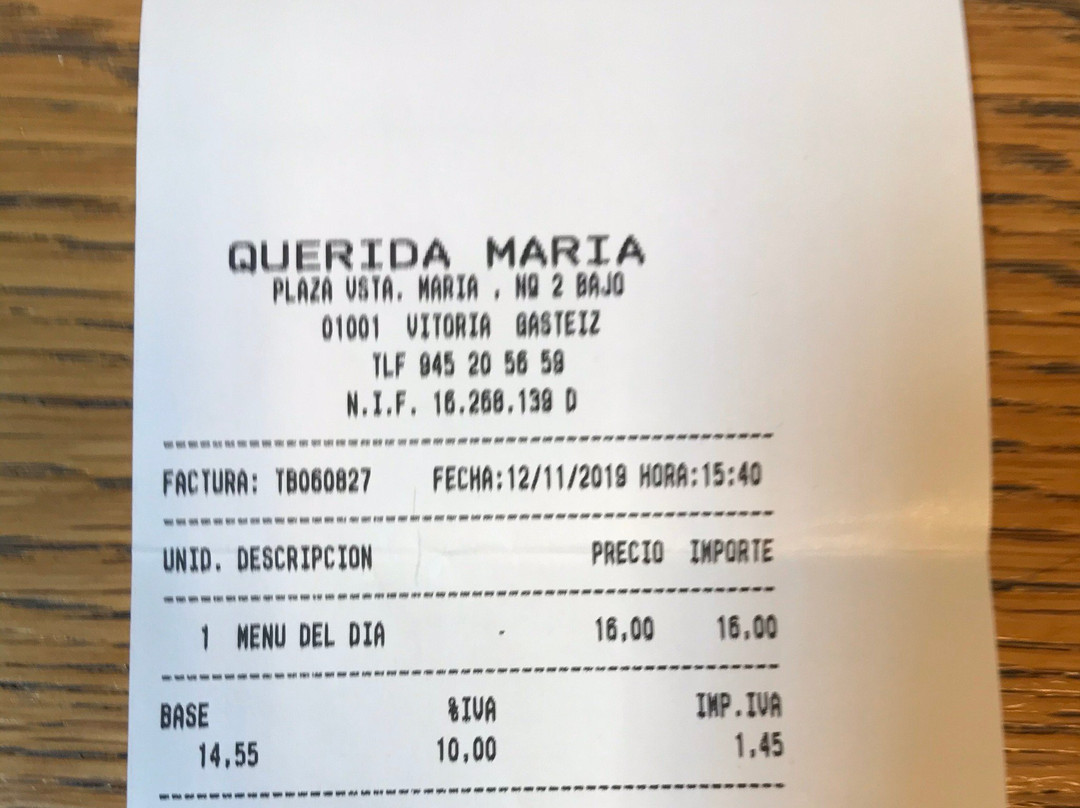 QUERIDA MARIA
PLAZA VSTA. MARIA , Nº 2 BAJO
01001 VITORIA GASTEIZ
TLF 945 20 56 59
N.I.F. 16.268.139 D
FACTURA: TB060827 FECHA:12/11/2019 HORA:15:40
UNID. DESCRIPCION PRECIO IMPORTE
1 MENU DEL DIA 16,00 16,00
BASE %IVA IMP.IVA
14,55 10,00 1,45